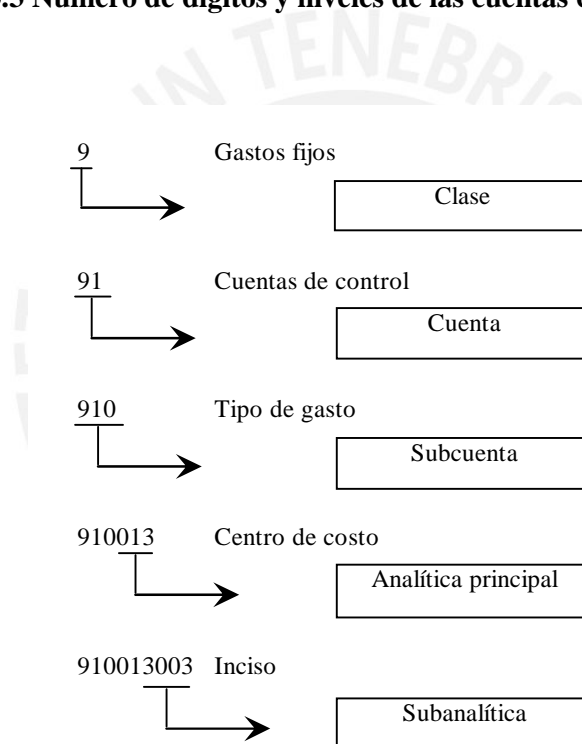 .3 Número de dígitos y niveles de las cuentas
TENEBRI
9 Gastos fijos
Clase
91 Cuentas de control
Cuenta
910 Tipo de gasto
Subcuenta
910013 Centro de costo
Analítica principal
910013003 Inciso
Subanalítica